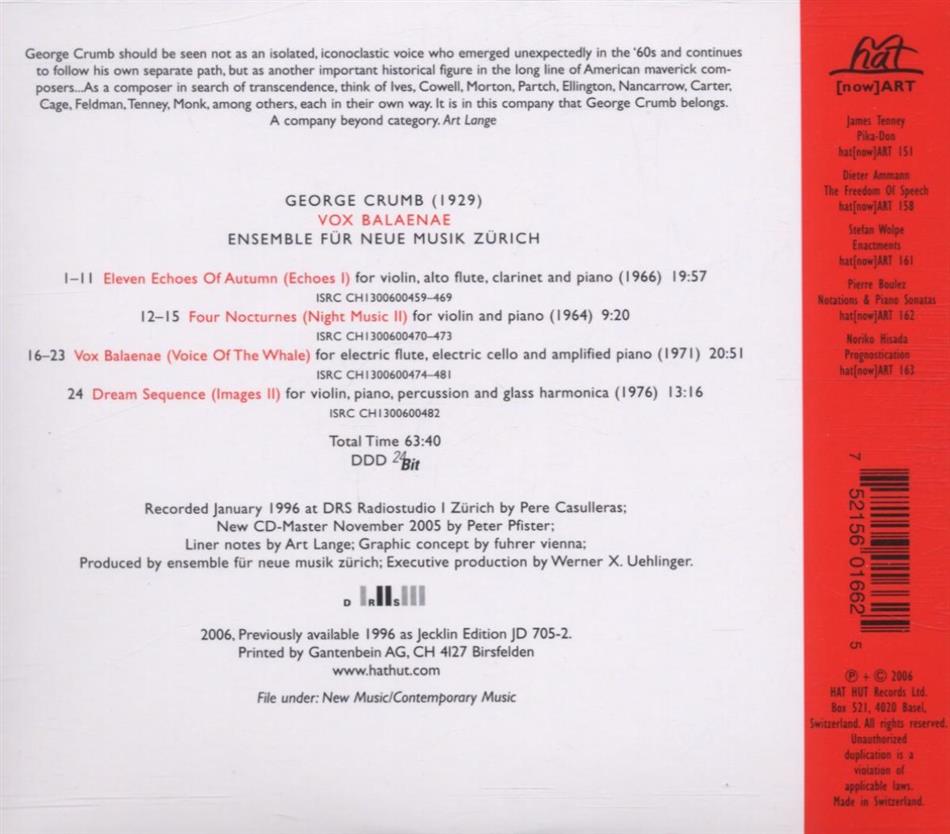 George Crumb should be seen not as an isolated, iconoclastic voice who emerged unexpectedly in the '60s and continues
to follow his own separate path, but as another important historical figure in the long line of American maverick com-
posers...As a composer in search of transcendence, think of Ives, Cowell, Morton, Partch, Ellington, Nancarrow, Carter,
Cage, Feldman, Tenney, Monk, among others, each in their own way. It is in this company that George Crumb belongs.
A company beyond category. Art Lange
GEORGE CRUMB (1929)
VOX BALAENAE
ENSEMBLE FÜR NEUE MUSIK ZÜRICH
1–11 Eleven Echoes Of Autumn (Echoes I) for violin, alto flute, clarinet and piano (1966) 19:57
ISRC CH1300600459–469
12–15 Four Nocturnes (Night Music II) for violin and piano (1964) 9:20
ISRC CH1300600470–473
16–23 Vox Balaenae (Voice Of The Whale) for electric flute, electric cello and amplified piano (1971) 20:51
ISRC CH1300600474–481
24 Dream Sequence (Images II) for violin, piano, percussion and glass harmonica (1976) 13:16
ISRC CH1300600482
Total Time 63:40
DDD 24Bit
Recorded January 1996 at DRS Radiostudio 1 Zürich by Pere Casulleras;
New CD-Master November 2005 by Peter Pfister;
Liner notes by Art Lange; Graphic concept by fuhrer vienna;
Produced by ensemble für neue musik zürich; Executive production by Werner X. Uehlinger.
D R S
2006, Previously available 1996 as Jecklin Edition JD 705-2.
Printed by Gantenbein AG, CH 4127 Birsfelden
www.hathut.com
File under: New Music/Contemporary Music
hat
[now]ART
James Tenney
Pika-Don
hat[now]ART 151
Dieter Ammann
The Freedom Of Speech
hat[now]ART 158
Stefan Wolpe
Enactments
hat[now]ART 161
Pierre Boulez
Notations & Piano Sonatas
hat[now]ART 162
Noriko Hisada
Prognostication
hat[now]ART 163
7 52156 01662 5
℗ + © 2006
HAT HUT Records Ltd.
Box 521, 4020 Basel,
Switzerland. All rights reserved.
Unauthorized
duplication is a
violation of
applicable laws.
Made in Switzerland.